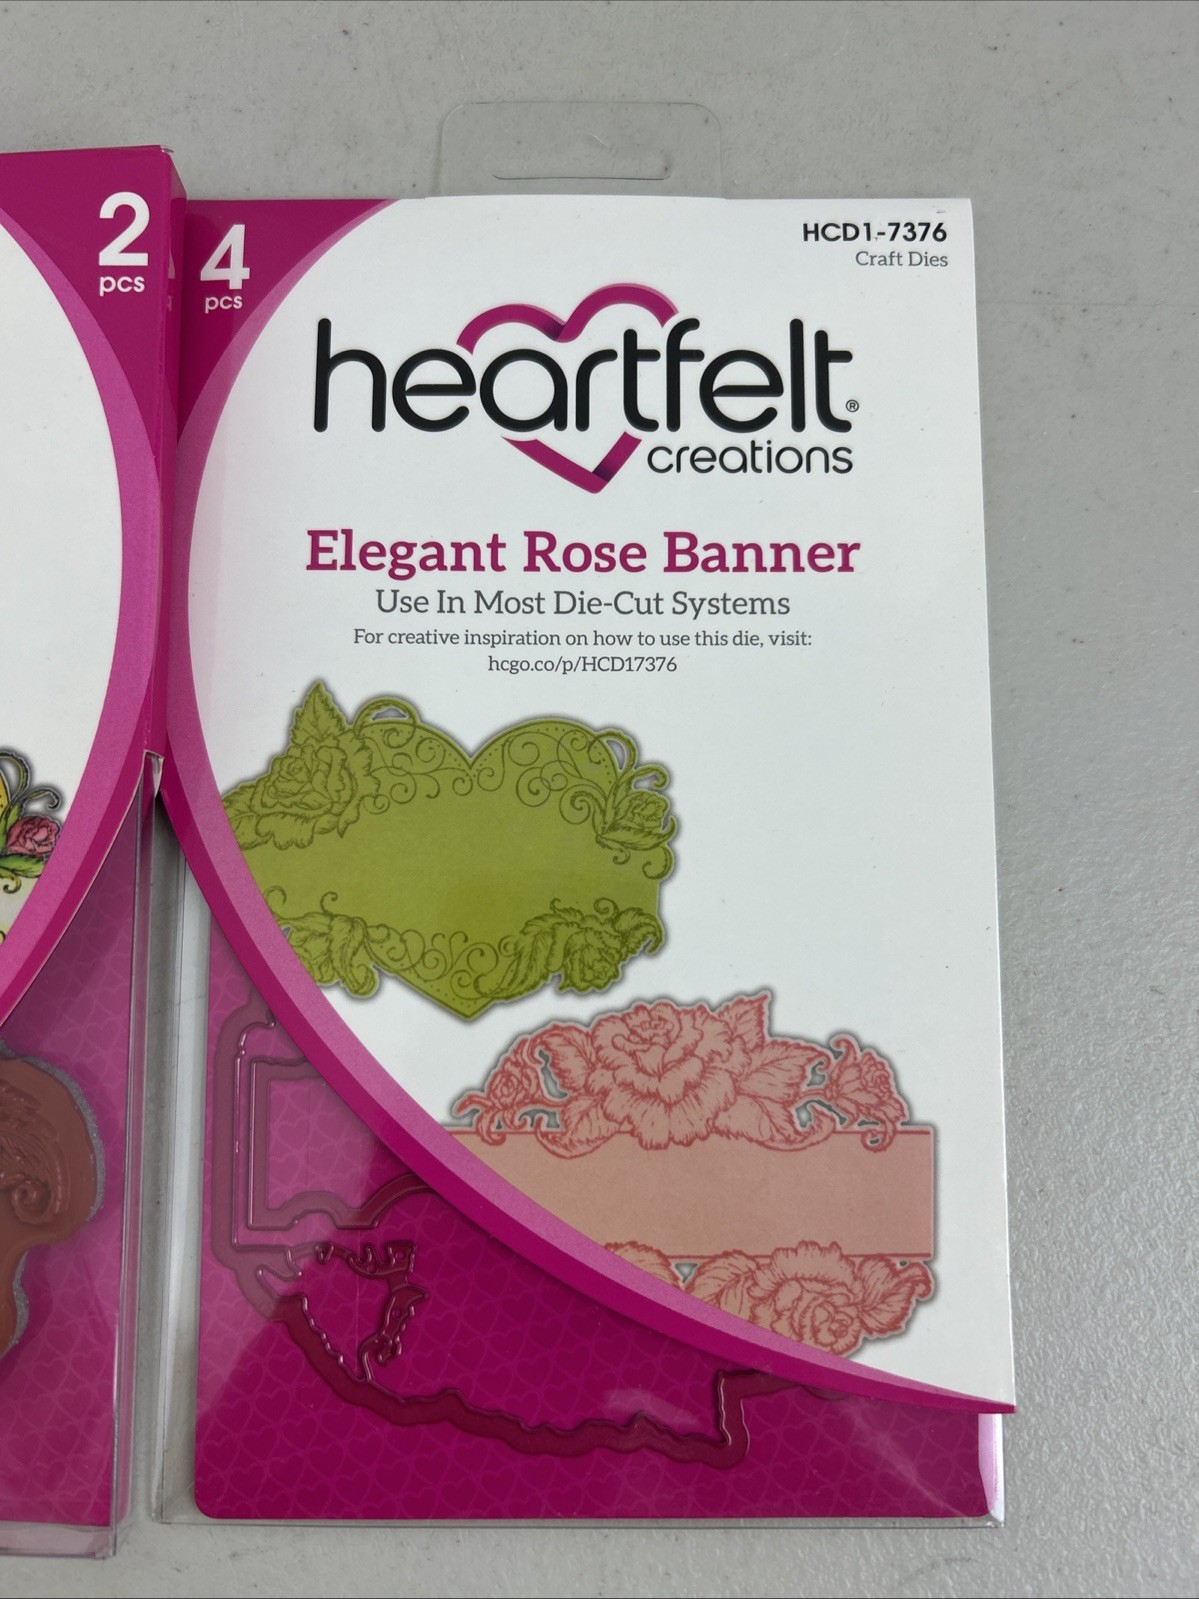 2
pcs
4
pcs
HCD1-7376
Craft Dies
heartfelt®
creations
Elegant Rose Banner
Use In Most Die-Cut Systems
For creative inspiration on how to use this die, visit:
hcgo.co/p/HCD17376